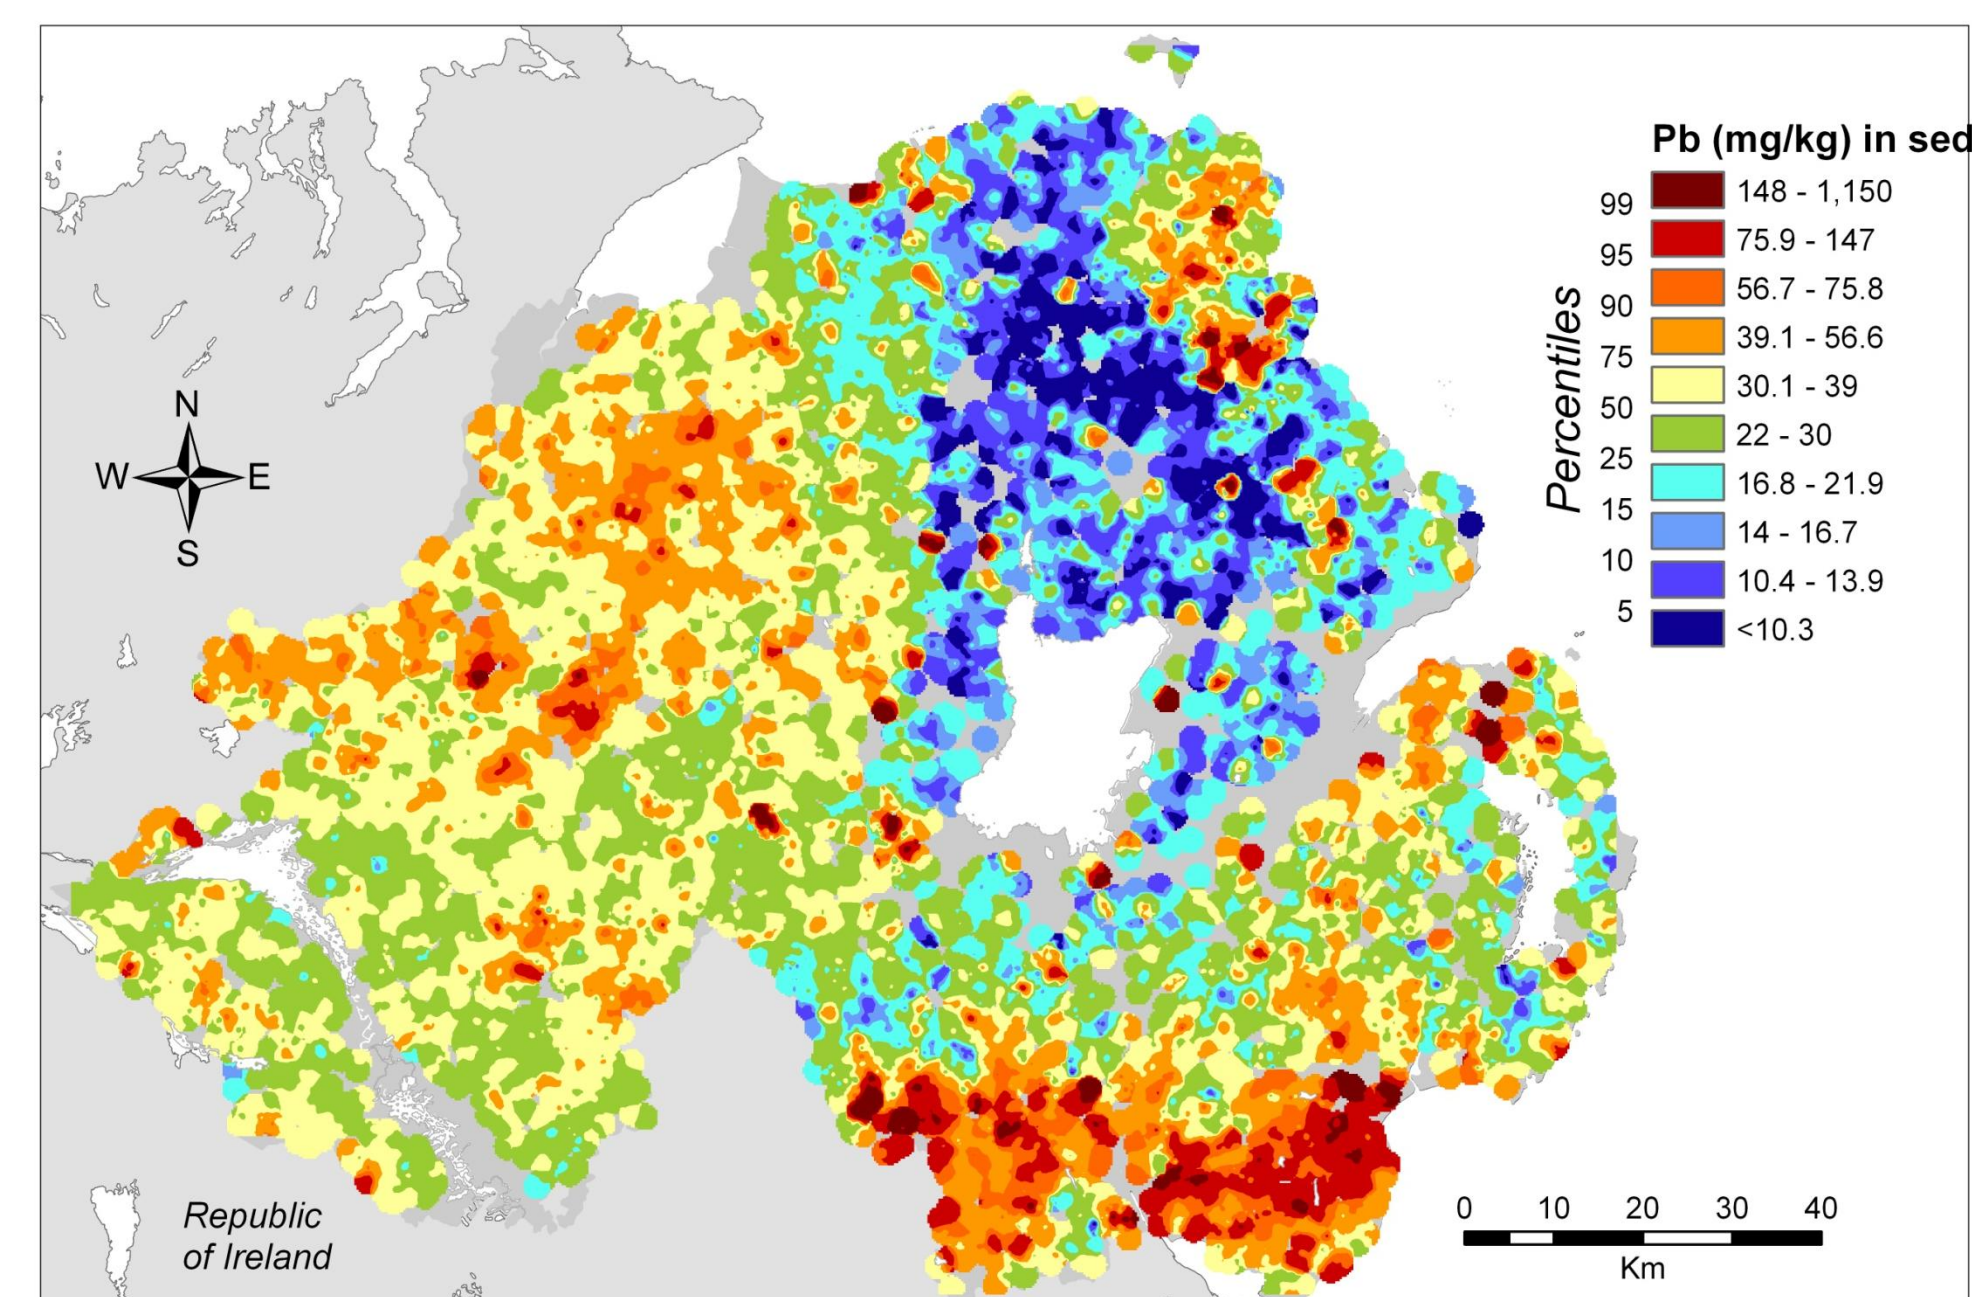 Pb (mg/kg) in sed
Percentiles
99
95
90
75
50
25
15
10
5
148 - 1,150
75.9 - 147
56.7 - 75.8
39.1 - 56.6
30.1 - 39
22 - 30
16.8 - 21.9
14 - 16.7
10.4 - 13.9
<10.3
N
W E
S
Republic
of Ireland
0 10 20 30 40
Km